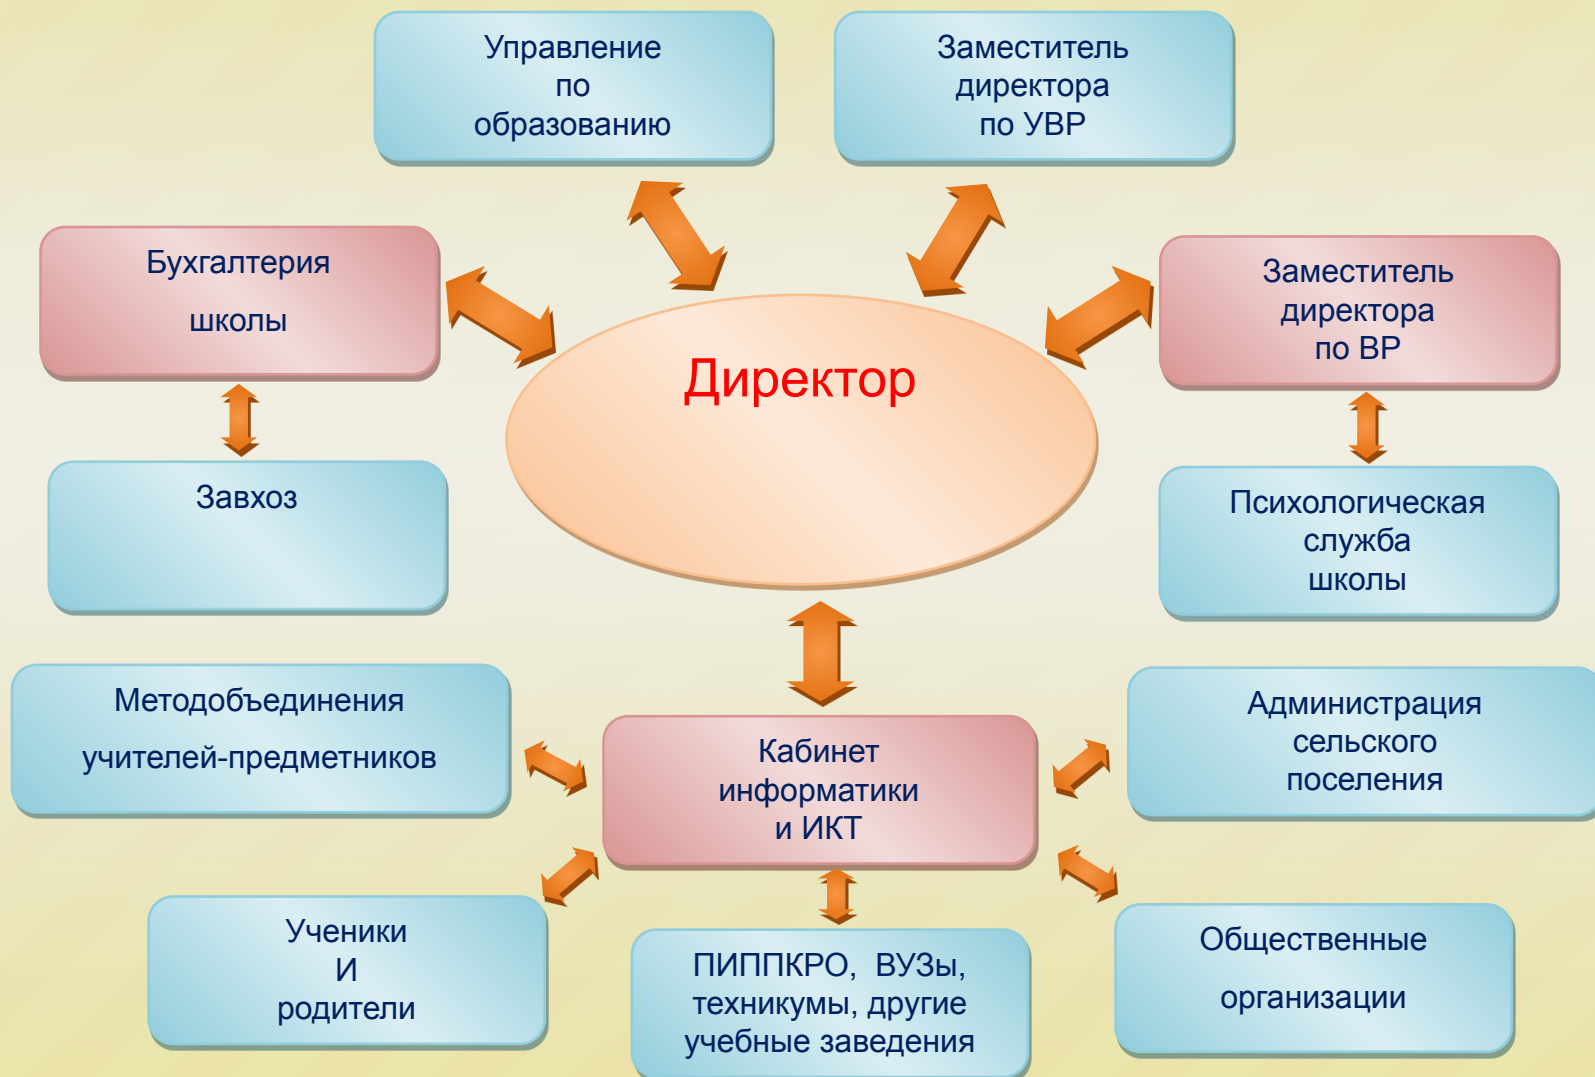 Управление
по
образованию
Заместитель
директора
по УВР
Бухгалтерия
школы
Заместитель
директора
по ВР
Директор
Завхоз
Психологическая
служба
школы
Методобъединения
учителей-предметников
Кабинет
информатики
и ИКТ
Администрация
сельского
поселения
Ученики
И
родители
ПИППКРО, ВУЗы,
техникумы, другие
учебные заведения
Общественные
организации